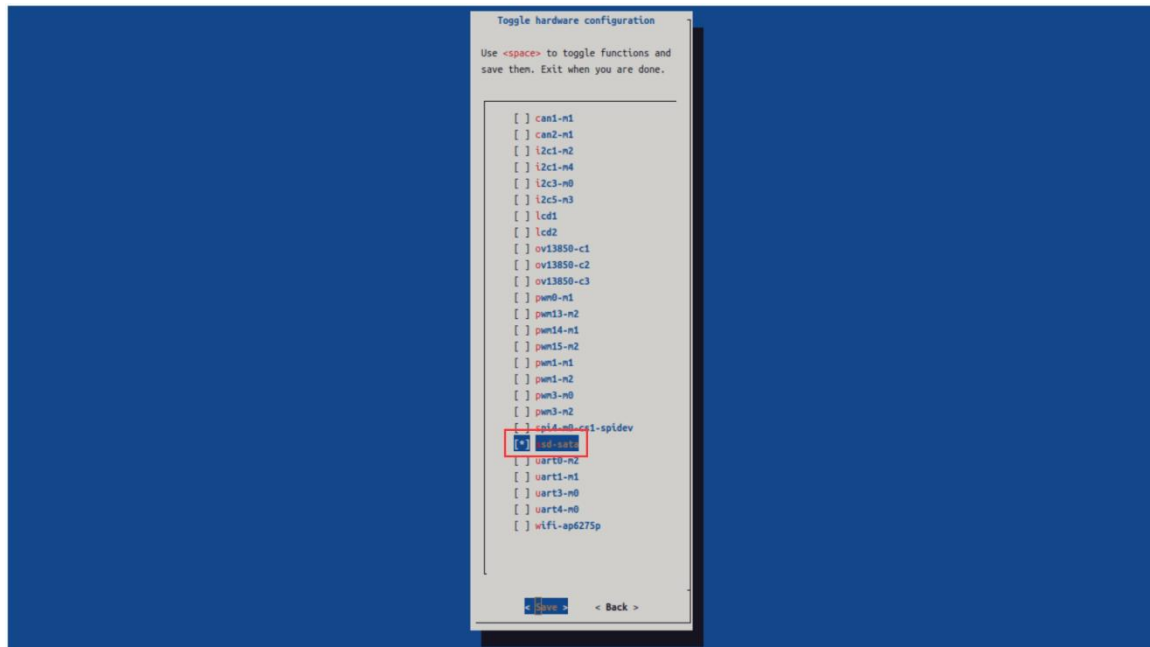 Toggle hardware configuration
Use <space> to toggle functions and
save them. Exit when you are done.
[ ] can1-m1
[ ] can2-m1
[ ] i2c1-m2
[ ] i2c1-m4
[ ] i2c3-m0
[ ] i2c5-m3
[ ] lcd1
[ ] lcd2
[ ] ov13850-c1
[ ] ov13850-c2
[ ] ov13850-c3
[ ] pwm0-m1
[ ] pwm13-m2
[ ] pwm14-m1
[ ] pwm15-m2
[ ] pwm1-m1
[ ] pwm1-m2
[ ] pwm3-m0
[ ] pwm3-m2
[ ] spi4-m0-cs1-spidev
[*] ssd-sata
[ ] uart0-m2
[ ] uart1-m1
[ ] uart3-m0
[ ] uart4-m0
[ ] wifi-ap6275p
< Save > < Back >